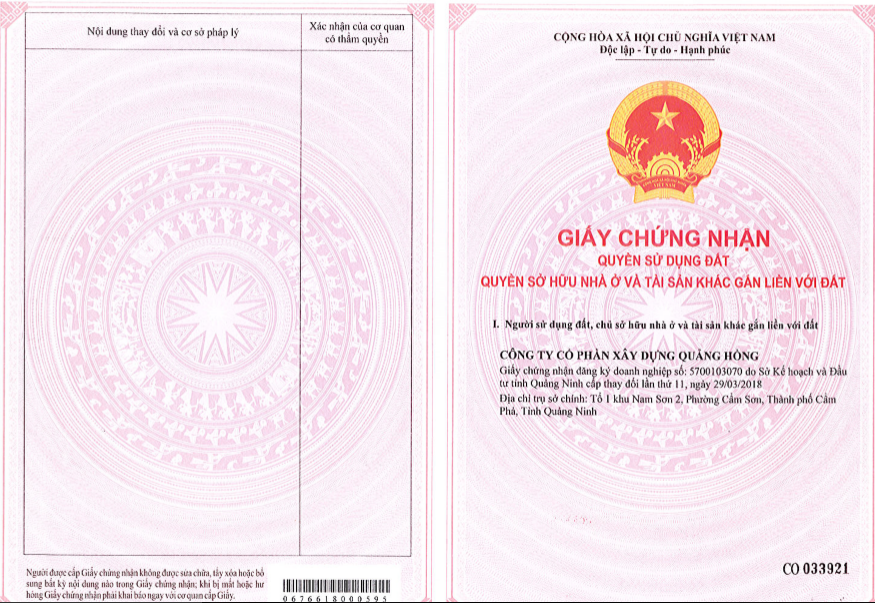 Nội dung thay đổi và cơ sở pháp lý
Xác nhận của cơ quan
có thẩm quyền
Người được cấp Giấy chứng nhận không được sửa chữa, tẩy xóa hoặc bổ
sung bất kỳ nội dung nào trong Giấy chứng nhận; khi bị mất hoặc hư
hỏng Giấy chứng nhận phải khai báo ngay với cơ quan cấp Giấy.
0676618000595
CỘNG HÒA XÃ HỘI CHỦ NGHĨA VIỆT NAM
Độc lập - Tự do - Hạnh phúc
VIỆT NAM
GIẤY CHỨNG NHẬN
QUYỀN SỬ DỤNG ĐẤT
QUYỀN SỞ HỮU NHÀ Ở VÀ TÀI SẢN KHÁC GẮN LIỀN VỚI ĐẤT
I. Người sử dụng đất, chủ sở hữu nhà ở và tài sản khác gắn liền với đất
CÔNG TY CỔ PHẦN XÂY DỰNG QUẢNG HỒNG
Giấy chứng nhận đăng ký doanh nghiệp số: 5700103070 do Sở Kế hoạch và Đầu
tư tỉnh Quảng Ninh cấp thay đổi lần thứ 11, ngày 29/03/2018
Địa chỉ trụ sở chính: Tổ 1 khu Nam Sơn 2, Phường Cẩm Sơn, Thành phố Cẩm
Phả, Tỉnh Quảng Ninh
CO 033921